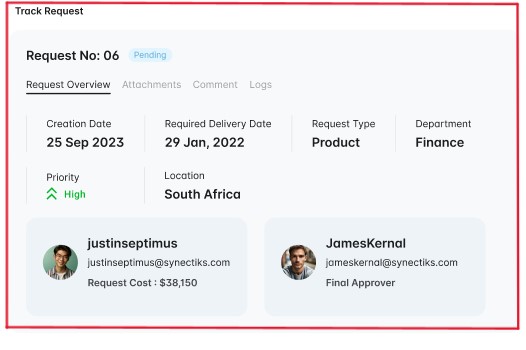 Track Request
Request No: 06 Pending
Request Overview Attachments Comment Logs
Creation Date Required Delivery Date Request Type Department
25 Sep 2023 29 Jan, 2022 Product Finance
Priority Location
High South Africa
justinseptimus JamesKernal
justinseptimus@synectiks.com jameskernal@synectiks.com
Request Cost : $38,150 Final Approver